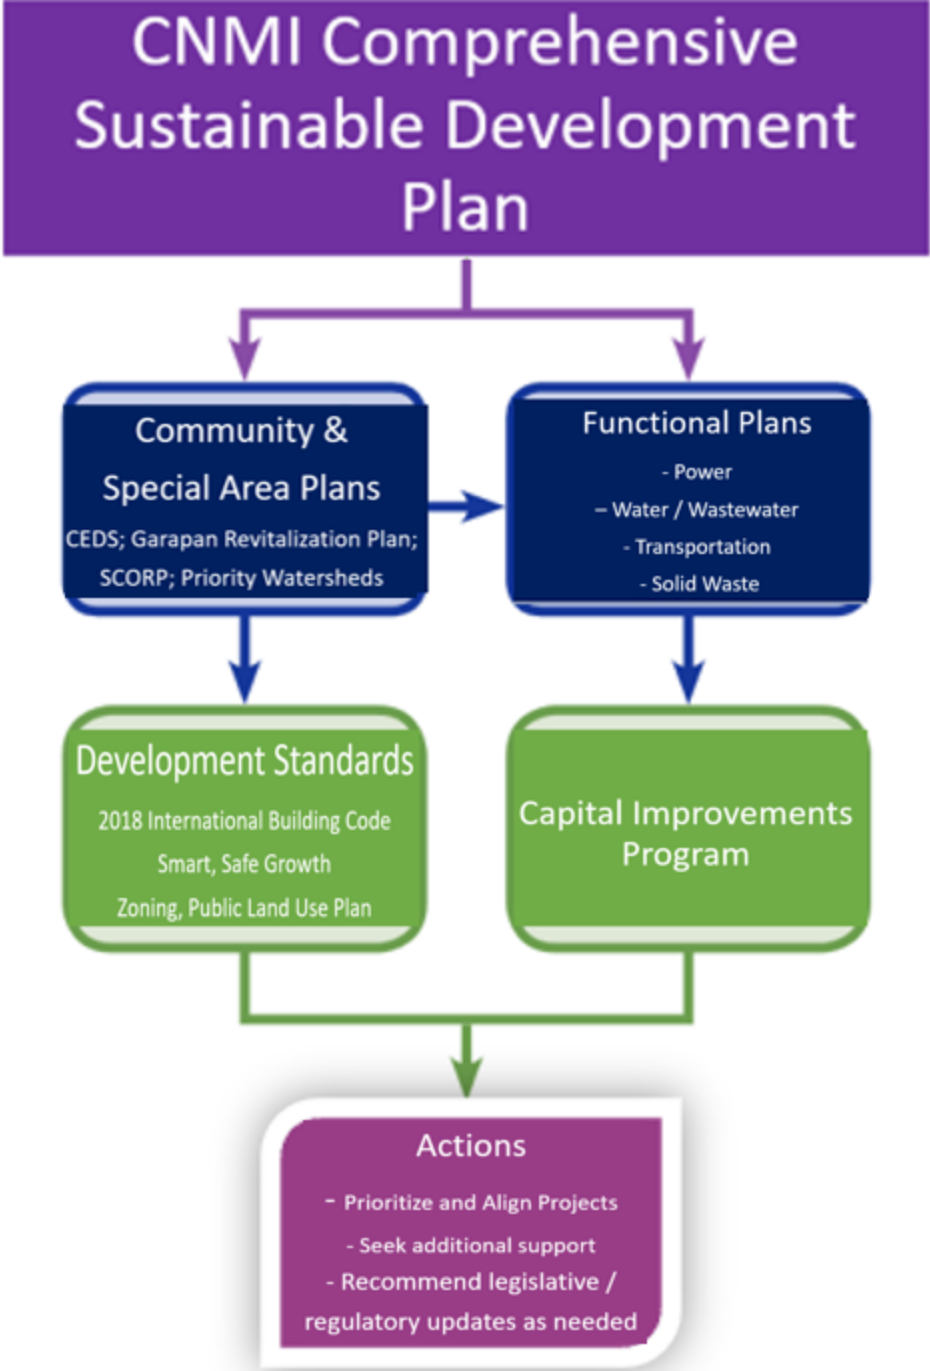 CNMI Comprehensive
Sustainable Development
Plan
Community &
Special Area Plans
CEDS; Garapan Revitalization Plan;
SCORP; Priority Watersheds
Functional Plans
- Power
– Water / Wastewater
- Transportation
- Solid Waste
Development Standards
2018 International Building Code
Smart, Safe Growth
Zoning, Public Land Use Plan
Capital Improvements
Program
Actions
- Prioritize and Align Projects
- Seek additional support
- Recommend legislative /
regulatory updates as needed